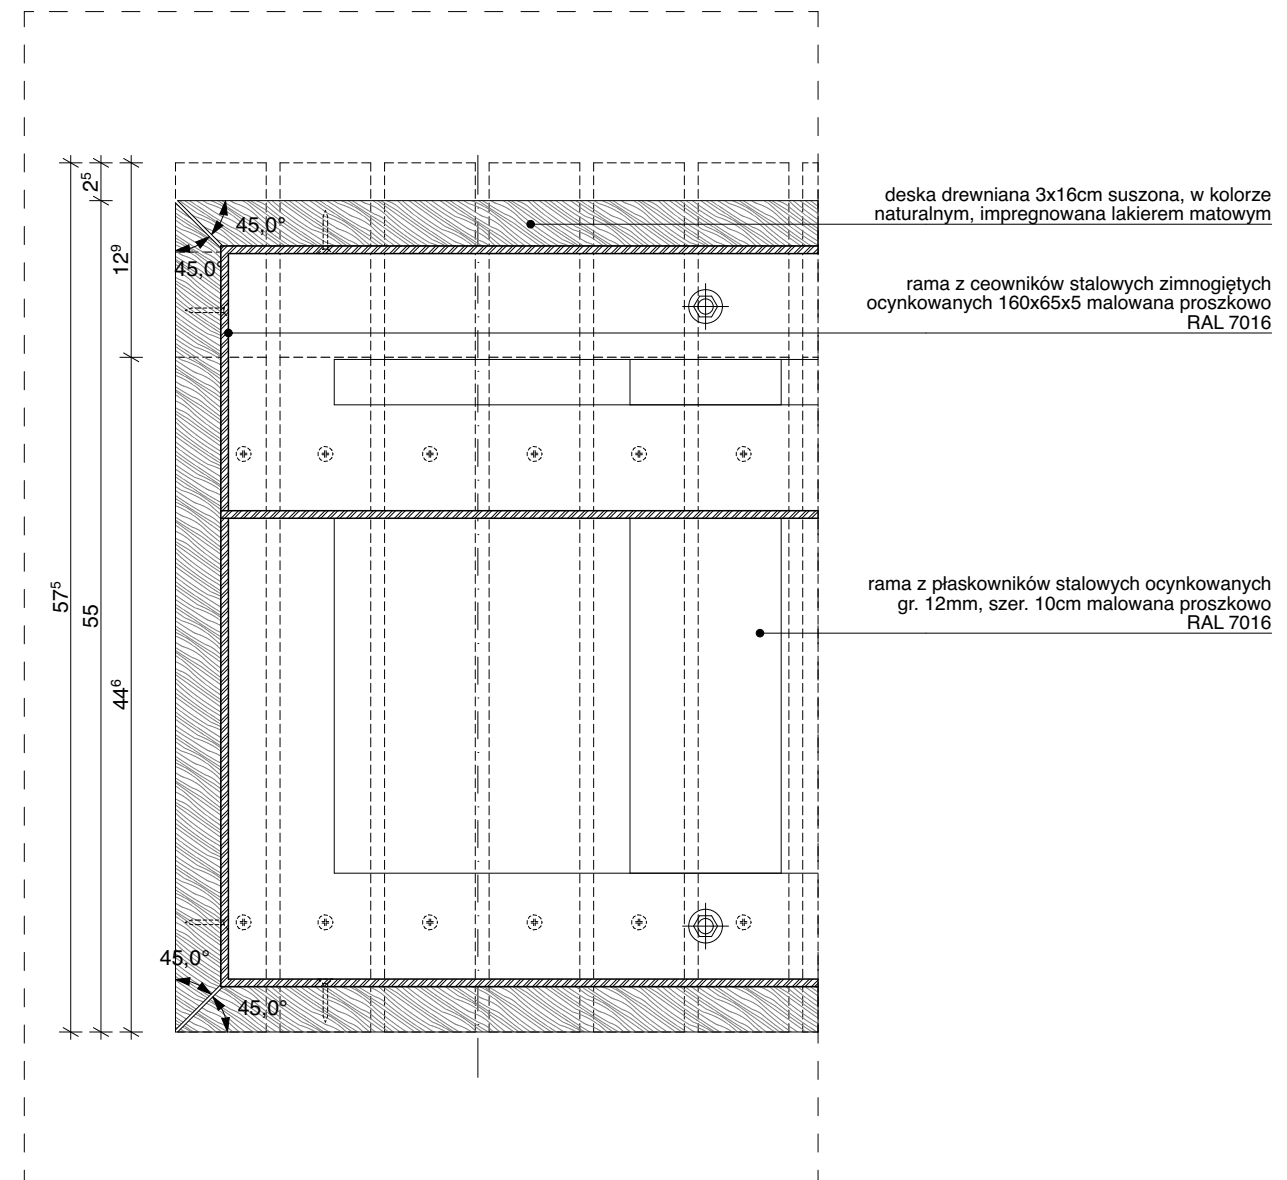 2⁵
deska drewniana 3x16cm suszona, w kolorze
naturalnym, impregnowana lakierem matowym
45,0°
12⁹
45,0
rama z ceowników stalowych zimnogiętych
ocynkowanych 160x65x5 malowana proszkowo
RAL 7016
rama z płaskowników stalowych ocynkowanych
gr. 12mm, szer. 10cm malowana proszkowo
RAL 7016
57⁵
55
44⁶
45,0°
45,0°